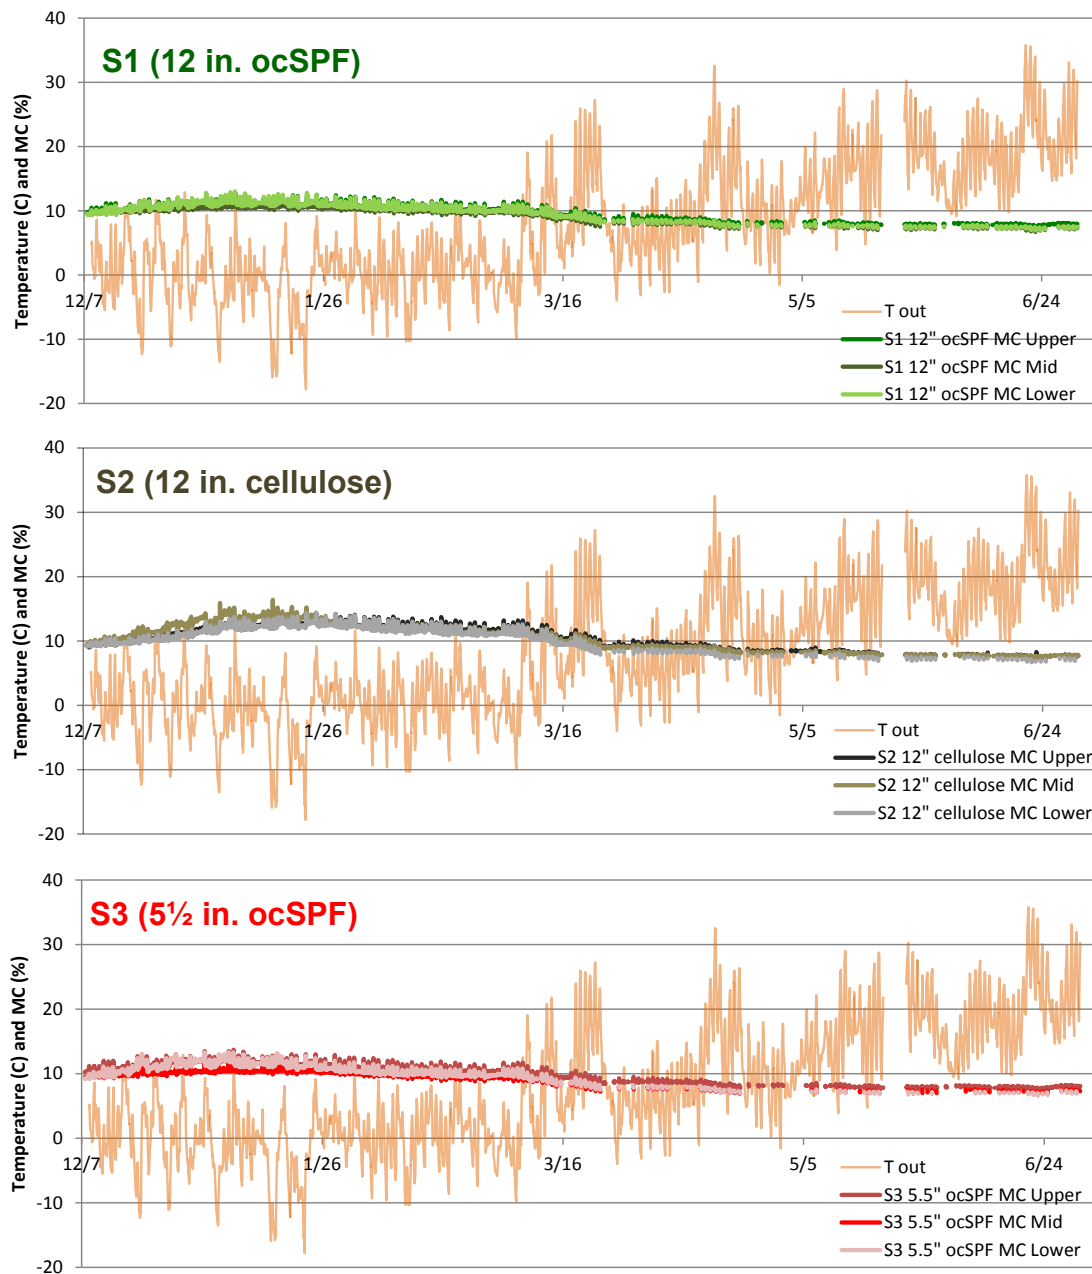 S1 (12 in. ocSPF)
Temperature (C) and MC (%)
40
30
20
10
0
-10
-20
12/7
1/26
3/16
5/5
6/24
T out
S1 12" ocSPF MC Upper
S1 12" ocSPF MC Mid
S1 12" ocSPF MC Lower
S2 (12 in. cellulose)
Temperature (C) and MC (%)
40
30
20
10
0
-10
-20
12/7
1/26
3/16
5/5
6/24
T out
S2 12" cellulose MC Upper
S2 12" cellulose MC Mid
S2 12" cellulose MC Lower
S3 (5½ in. ocSPF)
Temperature (C) and MC (%)
40
30
20
10
0
-10
-20
12/7
1/26
3/16
5/5
6/24
T out
S3 5.5" ocSPF MC Upper
S3 5.5" ocSPF MC Mid
S3 5.5" ocSPF MC Lower